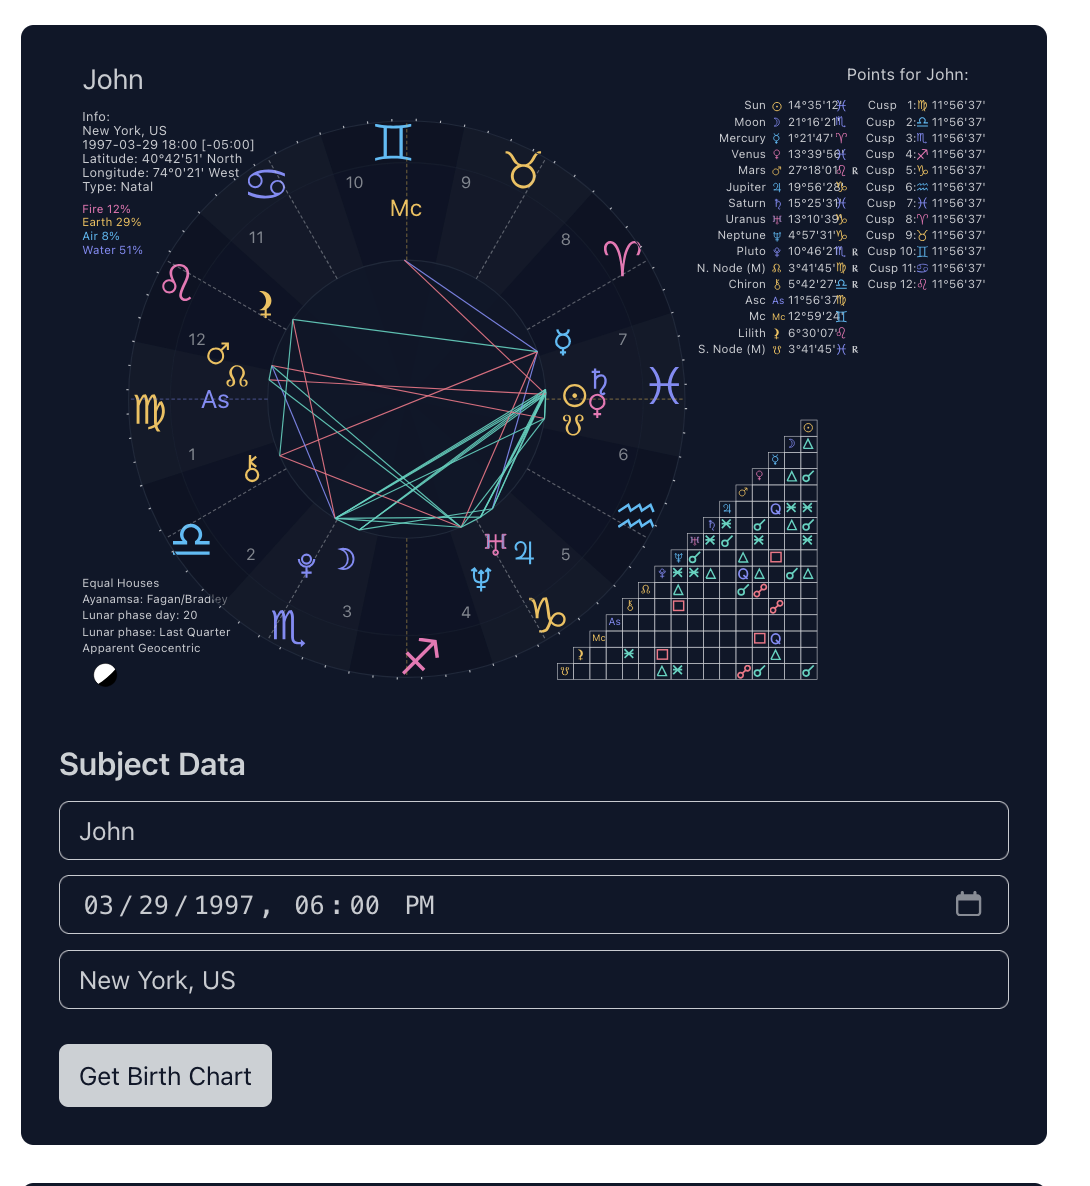 John
Info:
New York, US
1997-03-29 18:00 [-05:00]
Latitude: 40°42'51' North
Longitude: 74°0'21' West
Type: Natal
Fire 12%
Earth 29%
Air 8%
Water 51%
Points for John:
Sun ☉ 14°35'12' ♓
Moon ☽ 21°16'21' ♏
Mercury ☿ 1°21'47' ♈
Venus ♀ 13°39'56' ♓
Mars ♂ 27°18'01' ♌ R
Jupiter ♃ 19°56'28' ♑
Saturn ♄ 15°25'31' ♓
Uranus ♅ 13°10'39' ♑
Neptune ♆ 4°57'31' ♑
Pluto 10°46'21' ♏ R
N. Node (M) ☊ 3°41'45' ♍ R
Chiron ⚷ 5°42'27' ♎ R
Asc As 11°56'37' ♍
Mc Mc 12°59'24' ♊
Lilith ⚸ 6°30'07' ♌
S. Node (M) ☋ 3°41'45' ♓ R
Cusp 1: ♍ 11°56'37'
Cusp 2: ♎ 11°56'37'
Cusp 3: ♏ 11°56'37'
Cusp 4: ♐ 11°56'37'
Cusp 5: ♑ 11°56'37'
Cusp 6: ♒ 11°56'37'
Cusp 7: ♓ 11°56'37'
Cusp 8: ♈ 11°56'37'
Cusp 9: ♉ 11°56'37'
Cusp 10: ♊ 11°56'37'
Cusp 11: ♋ 11°56'37'
Cusp 12: ♌ 11°56'37'
10
9
Mc
11
8
12
7
As
1
6
2
5
3
4
Equal Houses
Ayanamsa: Fagan/Bradley
Lunar phase day: 20
Lunar phase: Last Quarter
Apparent Geocentric
As
Mc
Subject Data
John
03/29/1997, 06:00 PM
New York, US
Get Birth Chart